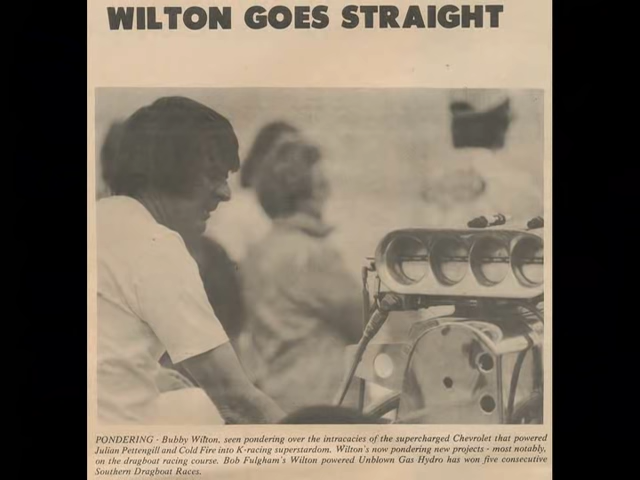 WILTON GOES STRAIGHT
PONDERING - Bubby Wilton, seen pondering over the intracacies of the supercharged Chevrolet that powered
Julian Pettengill and Cold Fire into K-racing superstardom. Wilton's now pondering new projects - most notably,
on the dragboat racing course. Bob Fulgham's Wilton powered Unblown Gas Hydro has won five consecutive
Southern Dragboat Races.